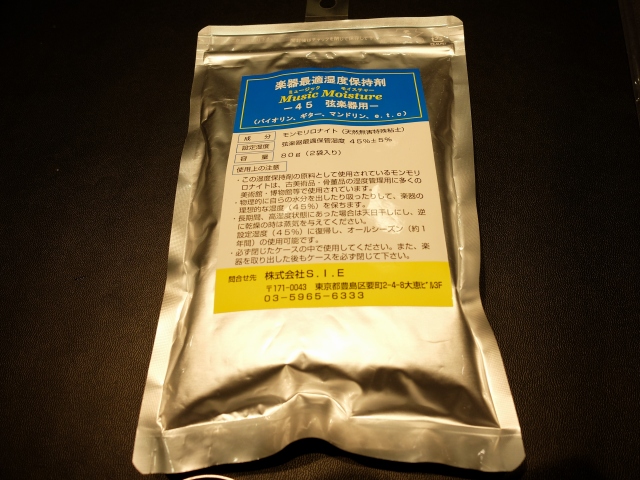 楽器最適湿度保持剤
ミュージック モイスチャー
Music Moisture
－45 弦楽器用－
(バイオリン、ギター、マンドリン、e.t.c)
成分 モンモリロナイト (天然無害特殊粘土)
設定湿度 弦楽器最適保管湿度 45%±5%
容量 80g (2袋入り)
使用上の注意
・この湿度保持剤の原料として使用されているモンモリ
ロナイトは、古美術品・骨董品の湿度管理用に多くの
美術館・博物館等で使用されています。
・物理的に自らの水分を出したり吸ったりして、楽器の
理想的な湿度(45%)を保ちます。
・長期間、高湿度状態にあった場合は天日干しにし、逆
に乾燥の時は蒸気を与えてください。
設定湿度(45%)に復帰し、オールシーズン(約1
年間)の使用可能です。
・必ず閉じたケースの中で使用してください。また、楽
器を取り出した後もケースを必ず閉じて下さい。
問合せ先 株式会社S.I.E
〒171-0043 東京都豊島区要町2-4-8大恵ビル3F
03-5965-6333